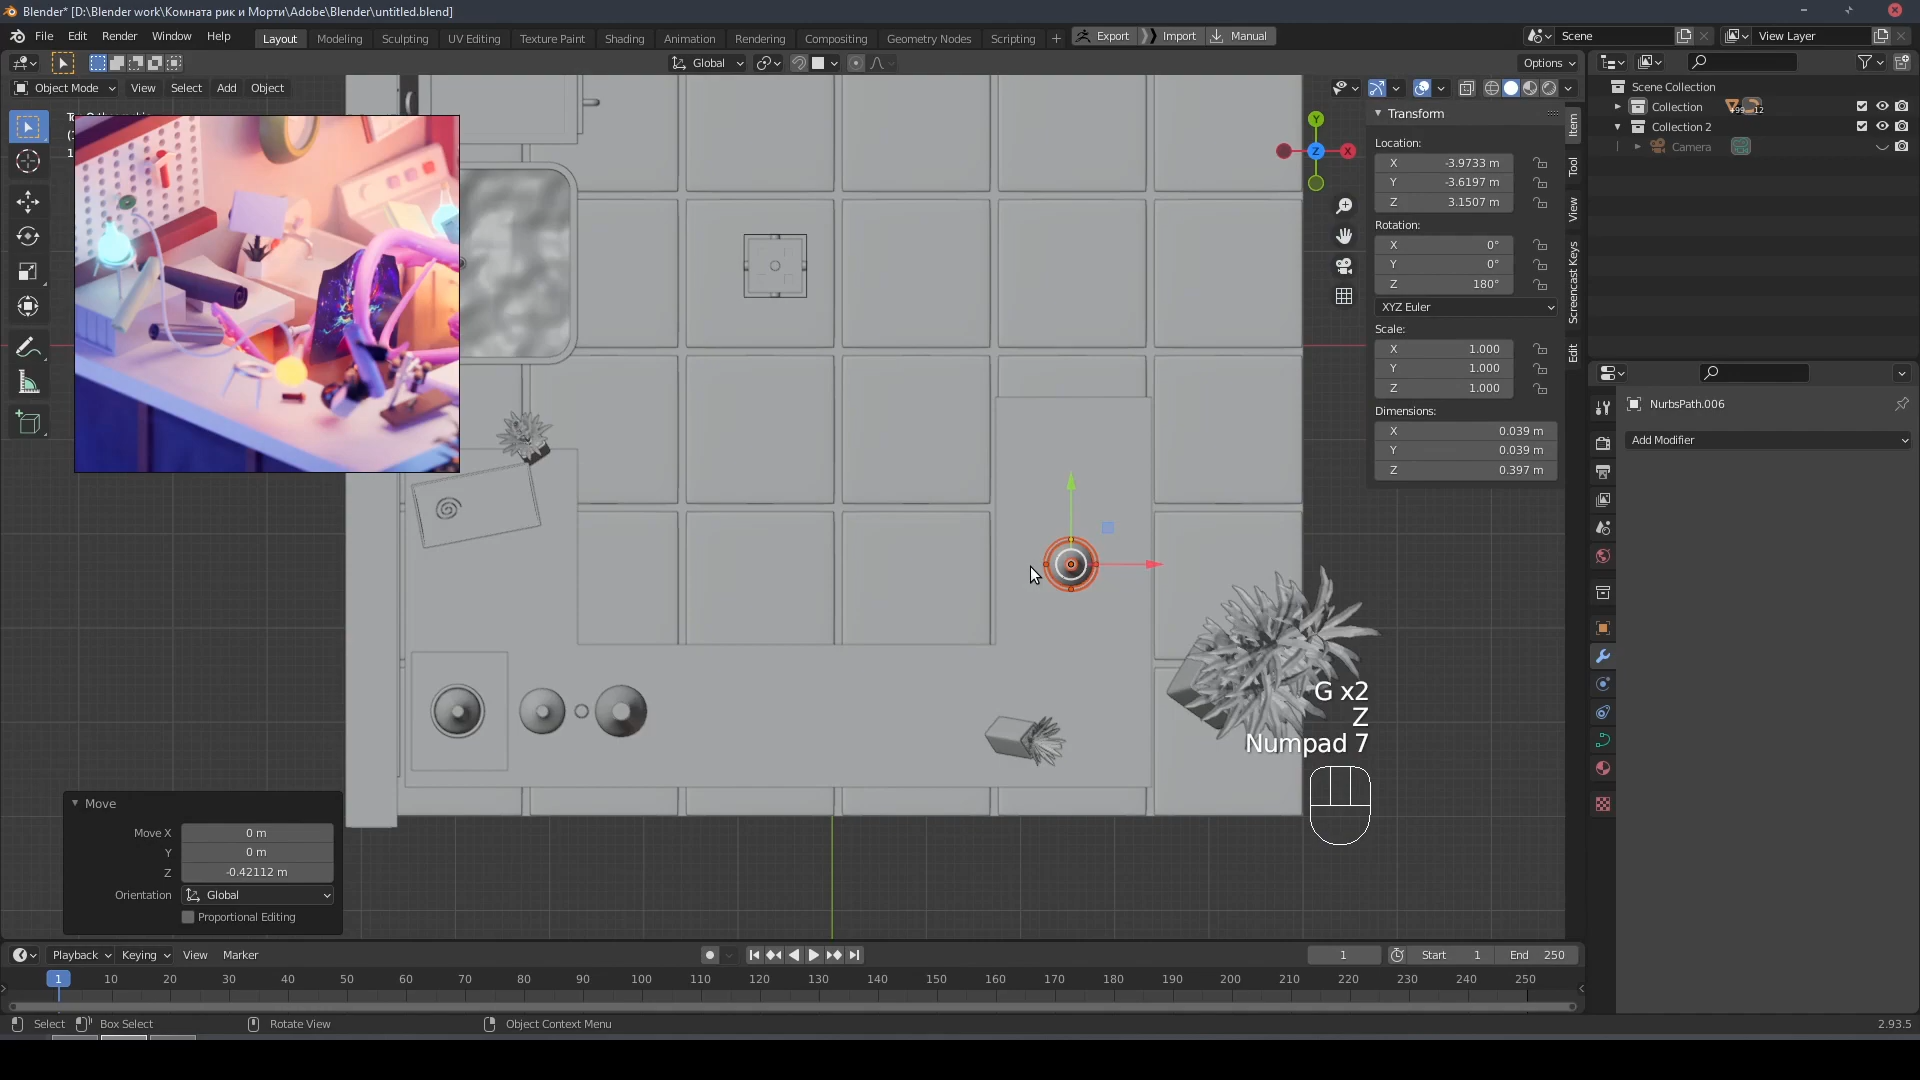 Blender* [D:\Blender work\Комната рик и Морти\Adobe\Blender\untitled.blend]
File Edit Render Window Help Layout Modeling Sculpting UV Editing Texture Paint Shading Animation Rendering Compositing Geometry Nodes Scripting + Export Import Manual Scene View Layer
Global Options
Object Mode View Select Add Object
Scene Collection
Collection
Collection 2
Camera
Transform
Location:
X -3.9733 m
Y -3.6197 m
Z 3.1507 m
Rotation:
X 0°
Y 0°
Z 180°
XYZ Euler
Scale:
X 1.000
Y 1.000
Z 1.000
Dimensions:
X 0.039 m
Y 0.039 m
Z 0.397 m
Item
Tool
View
Screencast Keys
Edit
Y
Z X
NurbsPath.006
Add Modifier
G x2
Z
Numpad 7
Move
Move X 0 m
Y 0 m
Z -0.42112 m
Orientation Global
Proportional Editing
Playback Keying View Marker 1 Start 1 End 250
1 10 20 30 40 50 60 70 80 90 100 110 120 130 140 150 160 170 180 190 200 210 220 230 240 250
Select Box Select Rotate View Object Context Menu 2.93.5